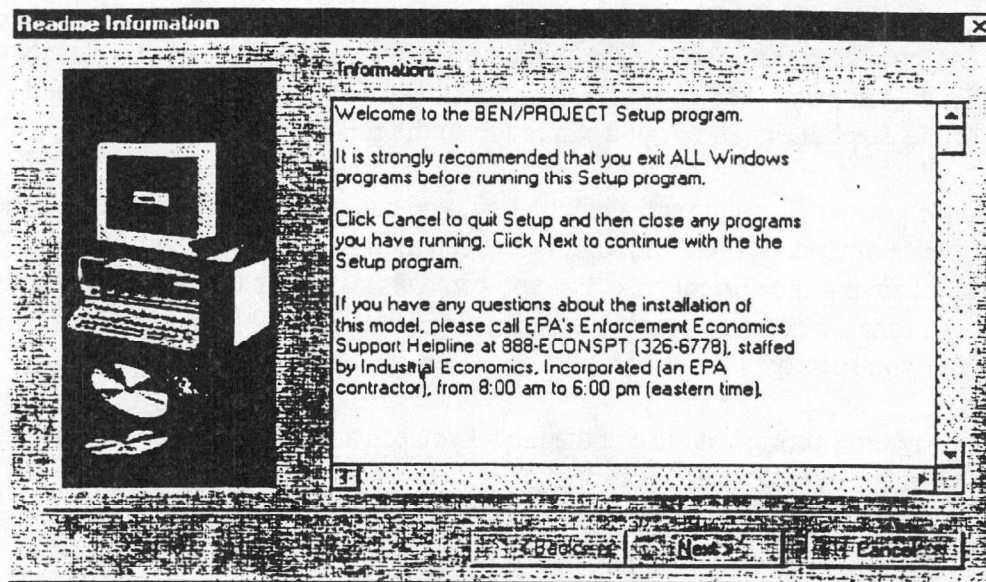 Readme Information
Information:
Welcome to the BEN/PROJECT Setup program.
It is strongly recommended that you exit ALL Windows
programs before running this Setup program.
Click Cancel to quit Setup and then close any programs
you have running. Click Next to continue with the the
Setup program.
If you have any questions about the installation of
this model, please call EPA's Enforcement Economics
Support Helpline at 888-ECONSPT (326-6778), staffed
by Industrial Economics, Incorporated (an EPA
contractor), from 8:00 am to 6:00 pm (eastern time).
< Back
Next >
Cancel